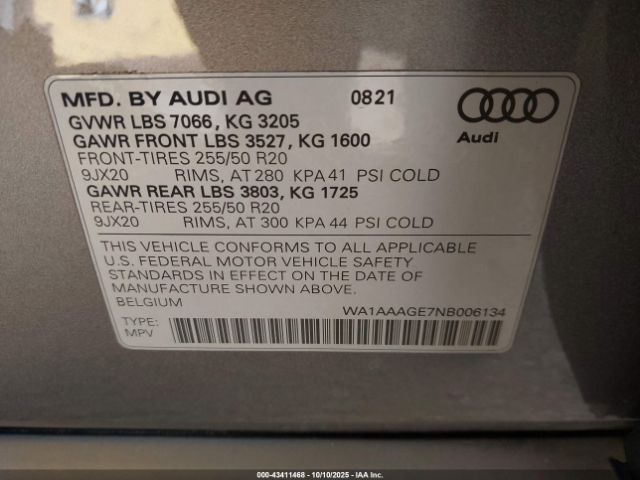 MFD. BY AUDI AG 0821
GVWR LBS 7066, KG 3205
GAWR FRONT LBS 3527, KG 1600
FRONT-TIRES 255/50 R20
9JX20 RIMS, AT 280 KPA 41 PSI COLD
GAWR REAR LBS 3803, KG 1725
REAR-TIRES 255/50 R20
9JX20 RIMS, AT 300 KPA 44 PSI COLD
Audi
THIS VEHICLE CONFORMS TO ALL APPLICABLE
U.S. FEDERAL MOTOR VEHICLE SAFETY
STANDARDS IN EFFECT ON THE DATE OF
MANUFACTURE SHOWN ABOVE.
BELGIUM WA1AAAGE7NB006134
TYPE:
MPV
000-43411468 - 10/10/2025 - IAA Inc.